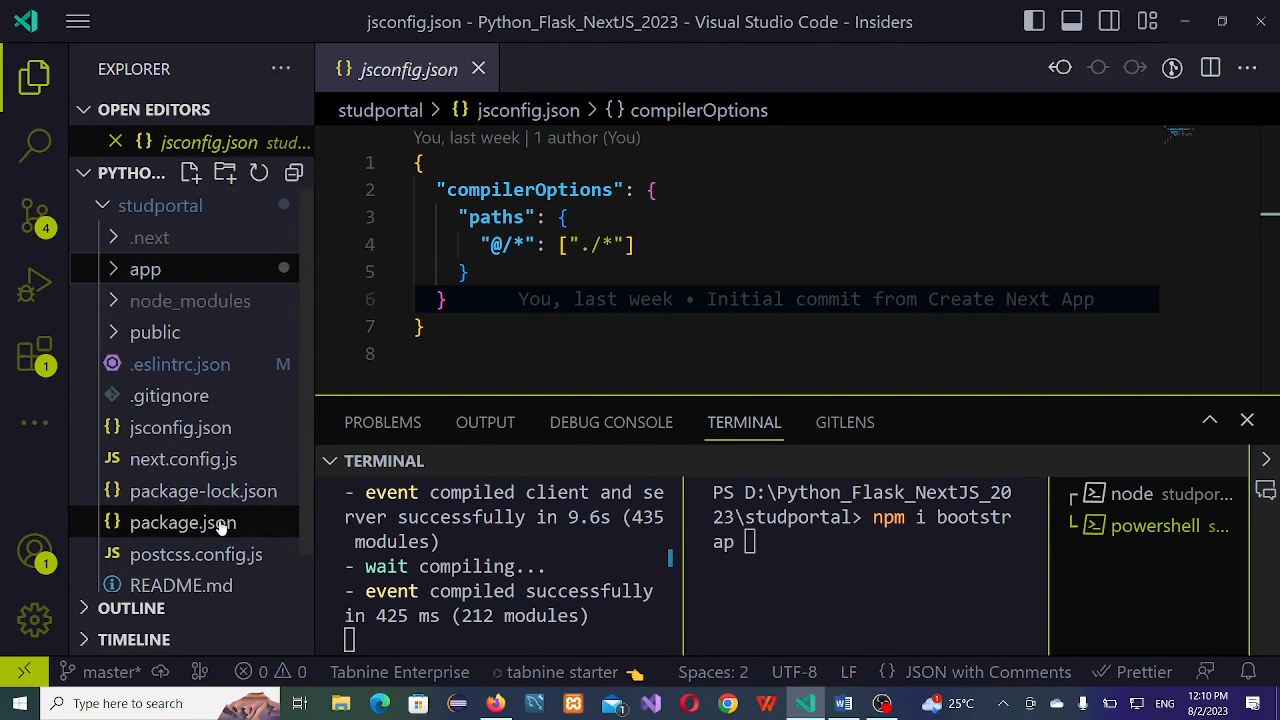 jsconfig.json - Python_Flask_NextJS_2023 - Visual Studio Code - Insiders
EXPLORER
OPEN EDITORS
{} jsconfig.json stud...
PYTHO...
studportal
.next
app
node_modules
public
.eslintrc.json M
.gitignore
{} jsconfig.json
JS next.config.js
{} package-lock.json
{} package.json
JS postcss.config.js
README.md
OUTLINE
TIMELINE
4
1
1
{} jsconfig.json
studportal > {} jsconfig.json > {} compilerOptions
You, last week | 1 author (You)
1 {
2 "compilerOptions": {
3 "paths": {
4 "@/*": ["./*"]
5 }
6 } You, last week • Initial commit from Create Next App
7 }
8
PROBLEMS OUTPUT DEBUG CONSOLE TERMINAL GITLENS
TERMINAL
- event compiled client and se
rver successfully in 9.6s (435
modules)
- wait compiling...
- event compiled successfully
in 425 ms (212 modules)
PS D:\Python_Flask_NextJS_20
23\studportal> npm i bootstr
ap
node studpor...
powershell s...
master* 0 0 Tabnine Enterprise tabnine starter Spaces: 2 UTF-8 LF {} JSON with Comments Prettier
Type here to search
1
1
25°C
ENG
12:10 PM
8/2/2023